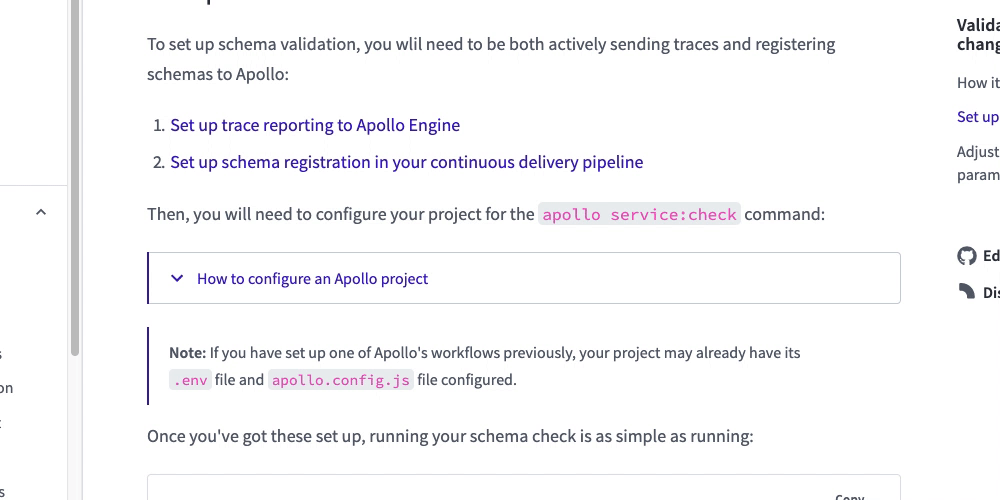 To set up schema validation, you wlil need to be both actively sending traces and registering
schemas to Apollo:
1. Set up trace reporting to Apollo Engine
2. Set up schema registration in your continuous delivery pipeline
Then, you will need to configure your project for the apollo service:check command:
How to configure an Apollo project
Note: If you have set up one of Apollo's workflows previously, your project may already have its
.env file and apollo.config.js file configured.
Once you've got these set up, running your schema check is as simple as running:
Copy
How it
Set up
Adjust
param